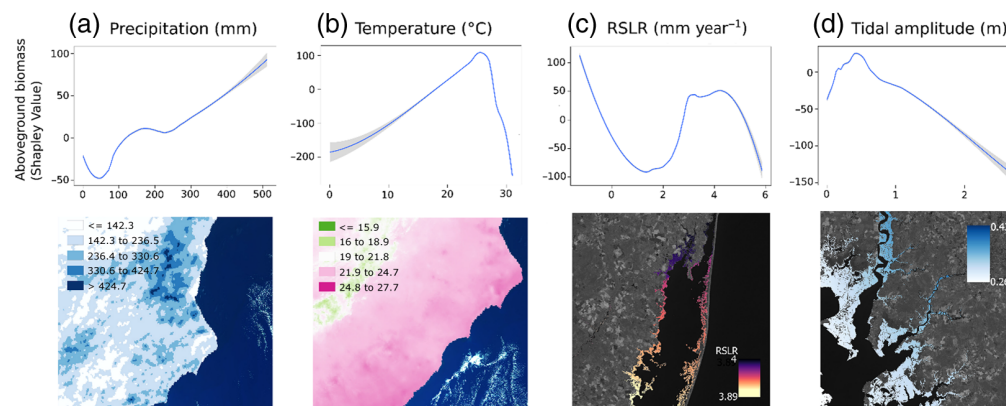 (a) Precipitation (mm)
(b) Temperature (°C)
(c) RSLR (mm year⁻¹)
(d) Tidal amplitude (m)
Aboveground biomass
(Shapley Value)
100
50
0
−50
0 100 200 300 400 500
100
0
−100
−200
0 10 20 30
100
50
0
−50
−100
0 2 4 6
0
−50
−100
−150
0 1 2
<= 142.3
142.3 to 236.5
236.4 to 330.6
330.6 to 424.7
> 424.7
<= 15.9
16 to 18.9
19 to 21.8
21.9 to 24.7
24.8 to 27.7
RSLR
4
3.89